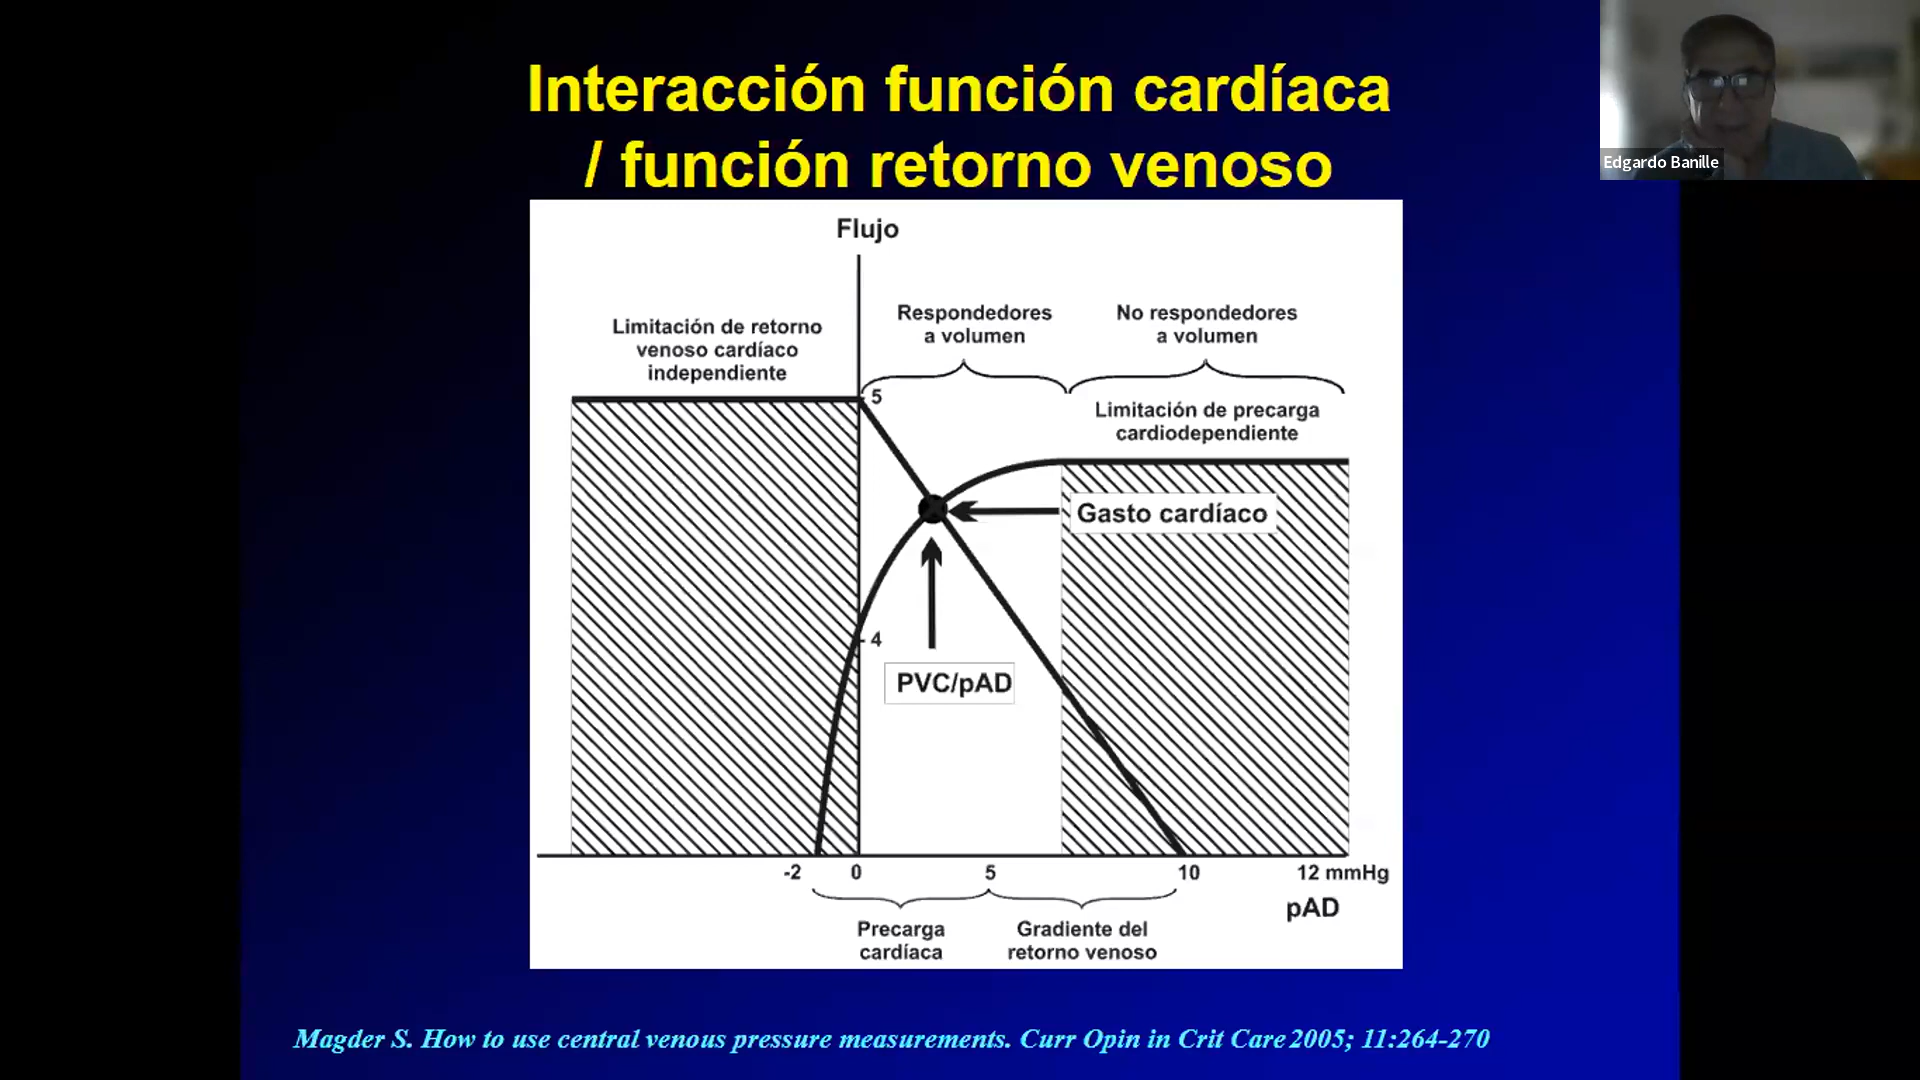 Interacción función cardíaca
/ función retorno venoso
Edgardo Banille
Flujo
Limitación de retorno
venoso cardíaco
independiente
Respondedores
a volumen
No respondedores
a volumen
5
Limitación de precarga
cardiodependiente
Gasto cardíaco
4
PVC/pAD
-2 0 5 10 12 mmHg
pAD
Precarga
cardíaca
Gradiente del
retorno venoso
Magder S. How to use central venous pressure measurements. Curr Opin in Crit Care 2005; 11:264-270